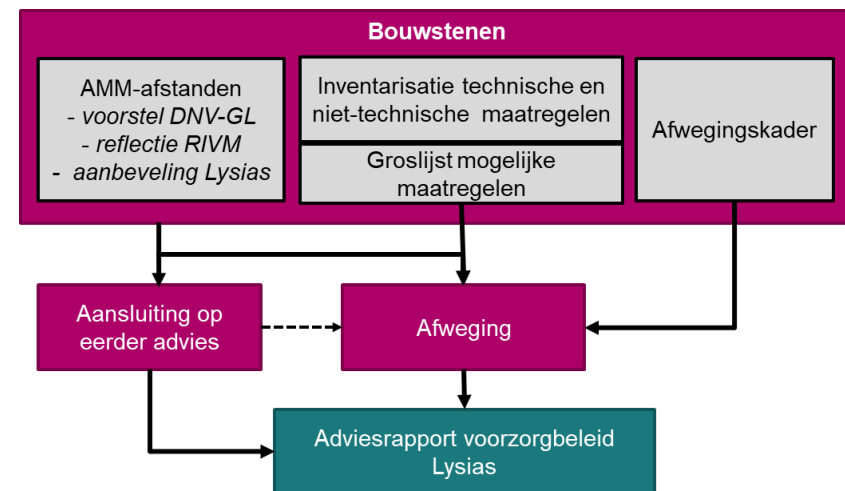 Bouwstenen
AMM-afstanden
- voorstel DNV-GL
- reflectie RIVM
- aanbeveling Lysias
Inventarisatie technische en
niet-technische maatregelen
Groslijst mogelijke
maatregelen
Afwegingskader
Aansluiting op
eerder advies
Afweging
Adviesrapport voorzorgbeleid
Lysias